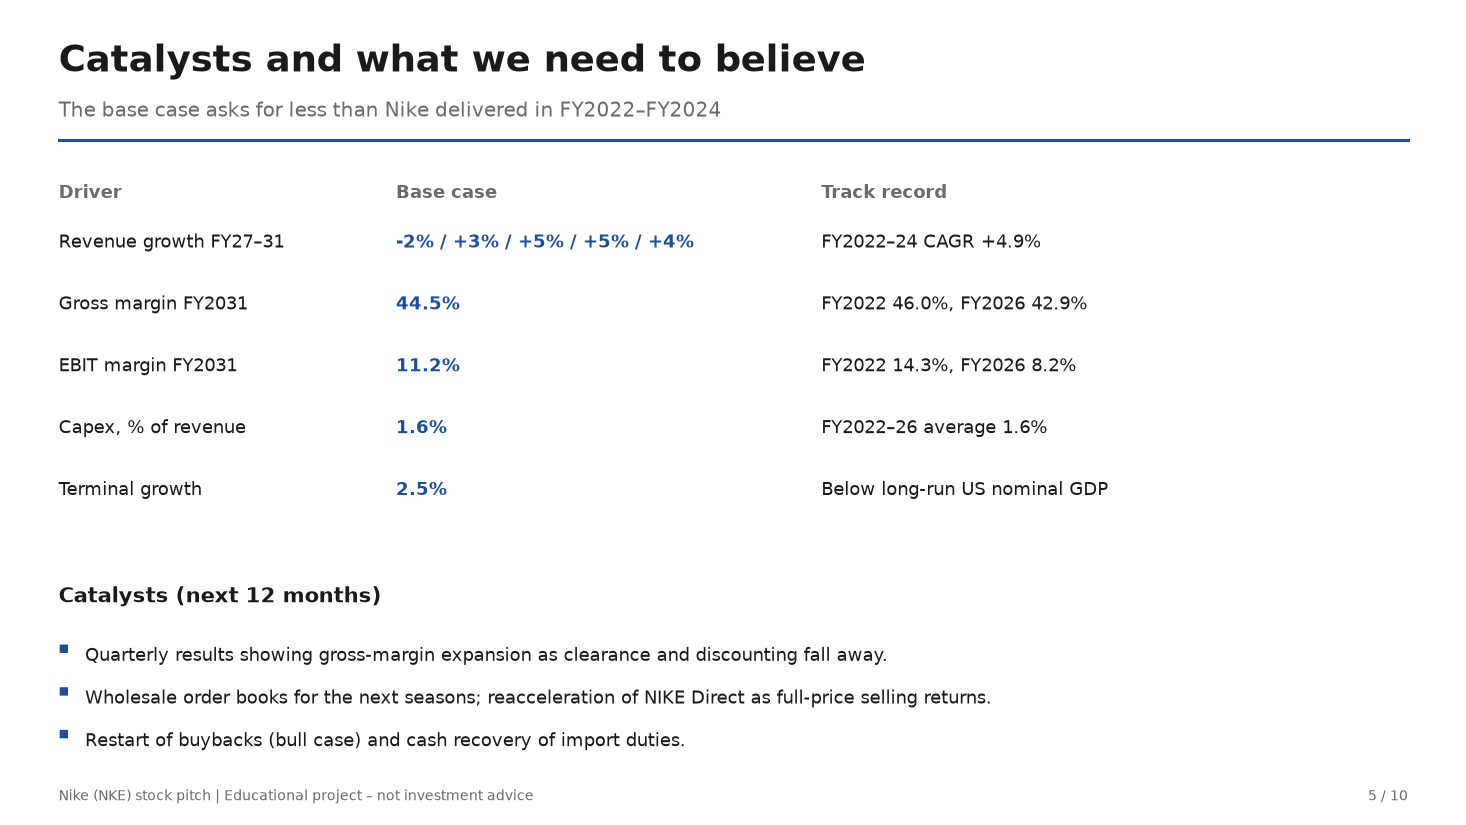 Catalysts and what we need to believe
The base case asks for less than Nike delivered in FY2022–FY2024
Driver Base case Track record
Revenue growth FY27–31 -2% / +3% / +5% / +5% / +4% FY2022–24 CAGR +4.9%
Gross margin FY2031 44.5% FY2022 46.0%, FY2026 42.9%
EBIT margin FY2031 11.2% FY2022 14.3%, FY2026 8.2%
Capex, % of revenue 1.6% FY2022–26 average 1.6%
Terminal growth 2.5% Below long-run US nominal GDP
Catalysts (next 12 months)
Quarterly results showing gross-margin expansion as clearance and discounting fall away.
Wholesale order books for the next seasons; reacceleration of NIKE Direct as full-price selling returns.
Restart of buybacks (bull case) and cash recovery of import duties.
Nike (NKE) stock pitch | Educational project – not investment advice 5 / 10